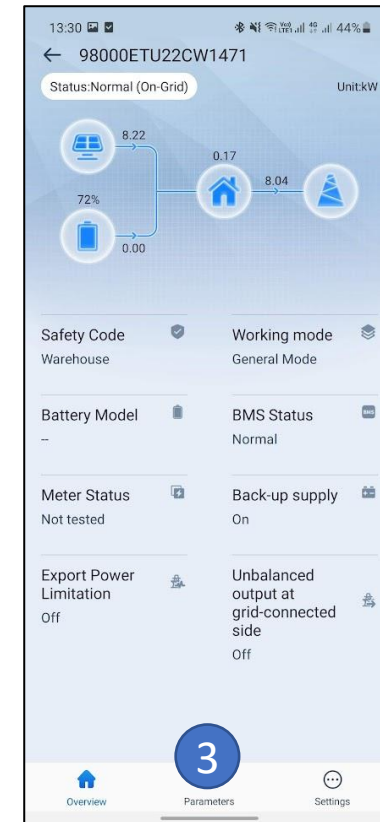 13:30 44%
← 98000ETU22CW1471
Status:Normal (On-Grid) Unit:kW
8.22
0.17
8.04
72%
0.00
Safety Code
Warehouse
Working mode
General Mode
Battery Model
--
BMS Status
Normal
BMS
Meter Status
Not tested
Back-up supply
On
Export Power
Limitation
Off
Unbalanced
output at
grid-connected
side
Off
3
Overview Parameters Settings